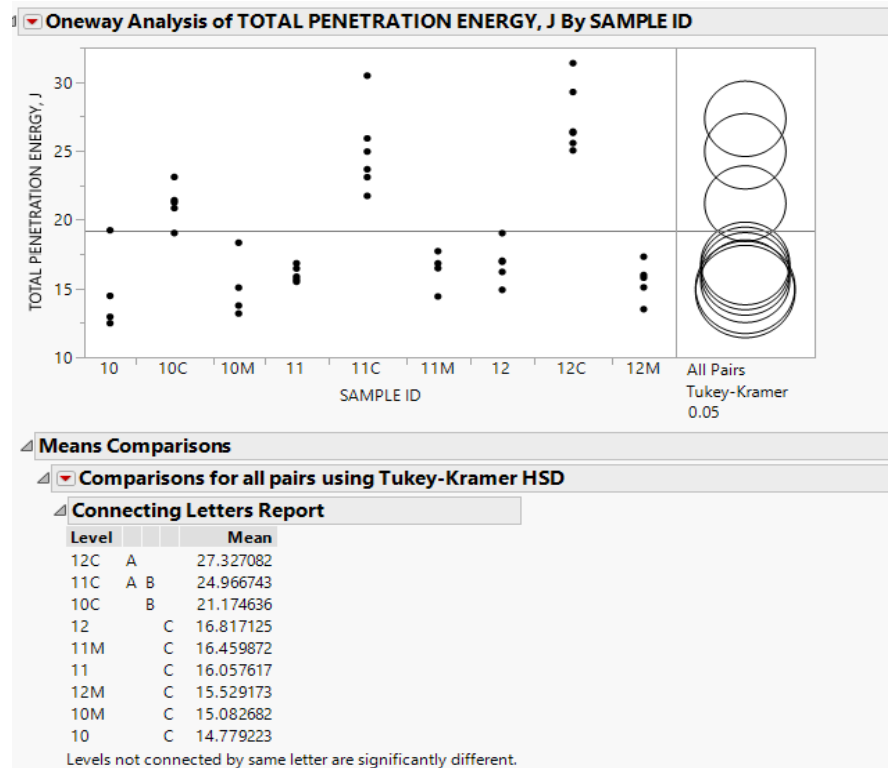 Oneway Analysis of TOTAL PENETRATION ENERGY, J By SAMPLE ID
TOTAL PENETRATION ENERGY, J
30
25
20
15
10
10 10C 10M 11 11C 11M 12 12C 12M
SAMPLE ID
All Pairs
Tukey-Kramer
0.05
Means Comparisons
Comparisons for all pairs using Tukey-Kramer HSD
Connecting Letters Report
Level Mean
12C A 27.327082
11C A B 24.966743
10C B 21.174636
12 C 16.817125
11M C 16.459872
11 C 16.057617
12M C 15.529173
10M C 15.082682
10 C 14.779223
Levels not connected by same letter are significantly different.